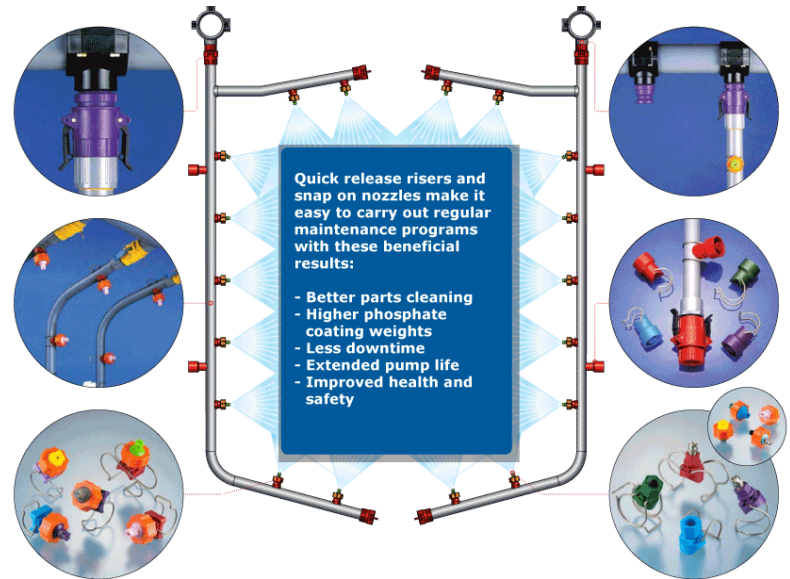 Quick release risers and
snap on nozzles make it
easy to carry out regular
maintenance programs
with these beneficial
results:
- Better parts cleaning
- Higher phosphate
coating weights
- Less downtime
- Extended pump life
- Improved health and
safety